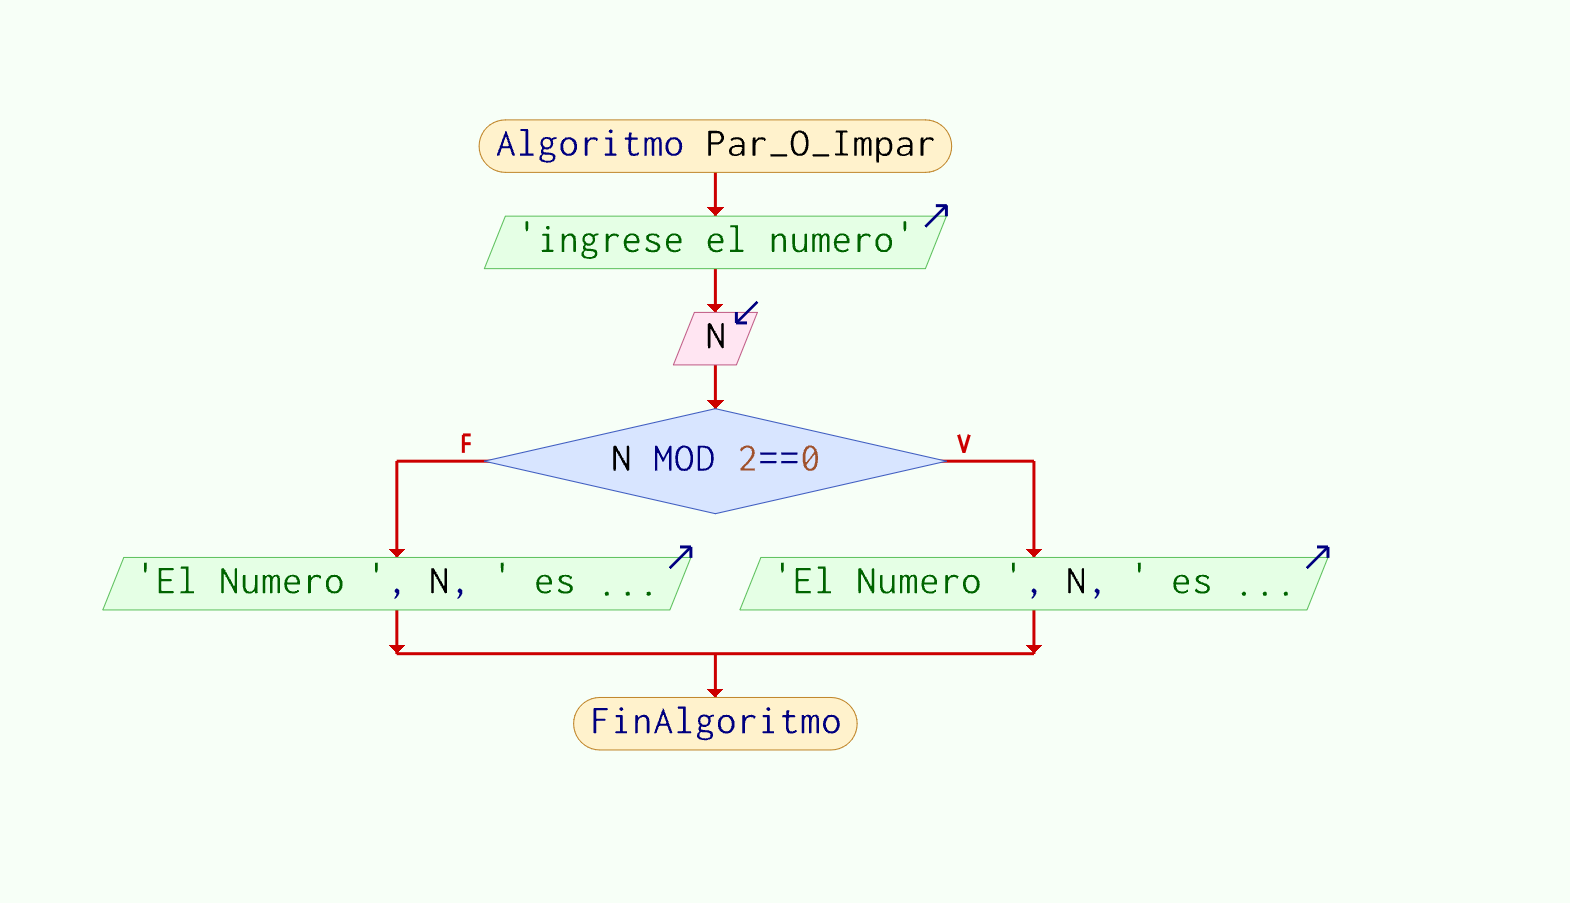 Algoritmo Par_O_Impar
'ingrese el numero'
N
N MOD 2==0
F
V
'El Numero ', N, ' es ...
'El Numero ', N, ' es ...
FinAlgoritmo